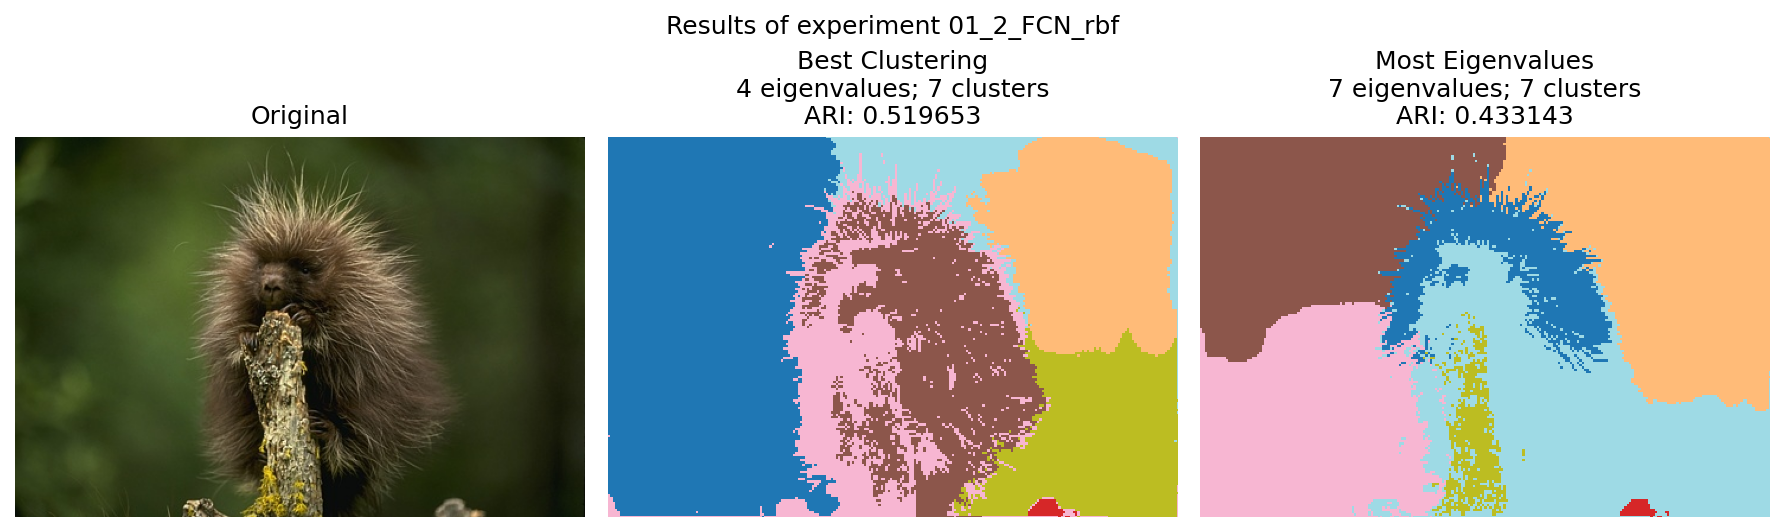 Results of experiment 01_2_FCN_rbf
Original
Best Clustering
4 eigenvalues; 7 clusters
ARI: 0.519653
Most Eigenvalues
7 eigenvalues; 7 clusters
ARI: 0.433143